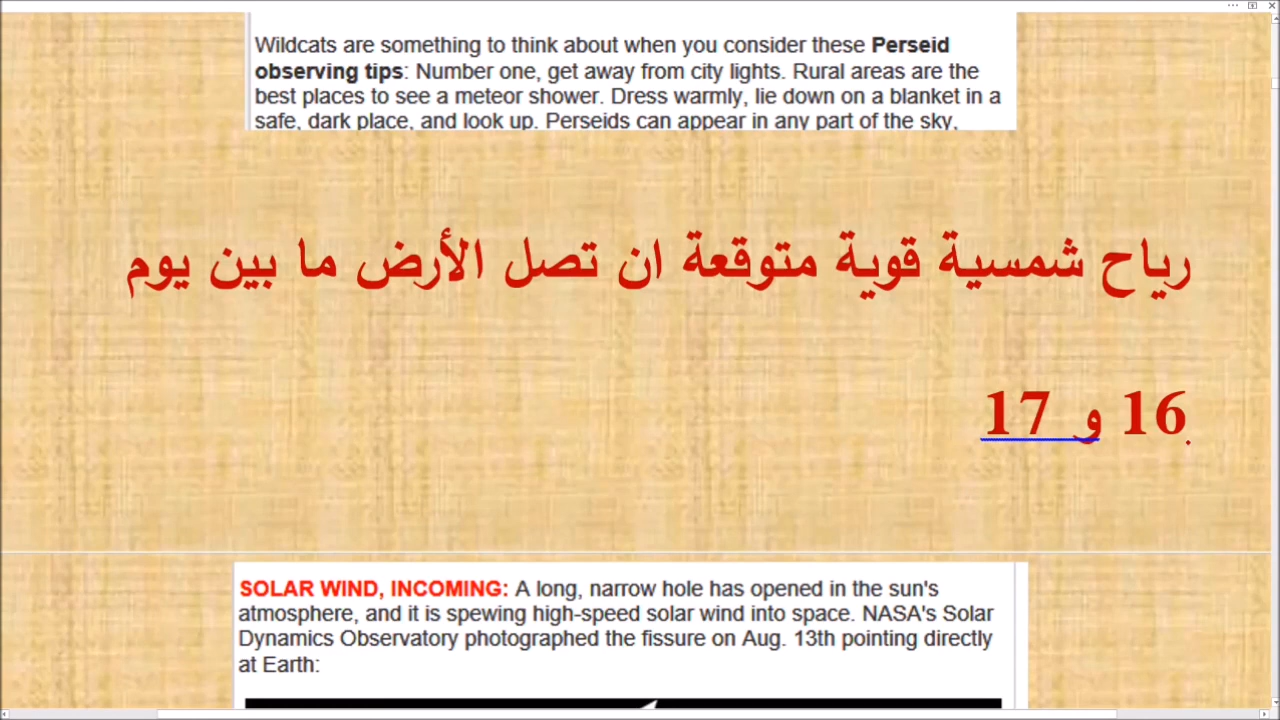 Wildcats are something to think about when you consider these Perseid
observing tips: Number one, get away from city lights. Rural areas are the
best places to see a meteor shower. Dress warmly, lie down on a blanket in a
safe, dark place, and look up. Perseids can appear in any part of the sky,
رياح شمسية قوية متوقعة ان تصل الأرض ما بين يوم
16 و 17
SOLAR WIND, INCOMING: A long, narrow hole has opened in the sun's
atmosphere, and it is spewing high-speed solar wind into space. NASA's Solar
Dynamics Observatory photographed the fissure on Aug. 13th pointing directly
at Earth: